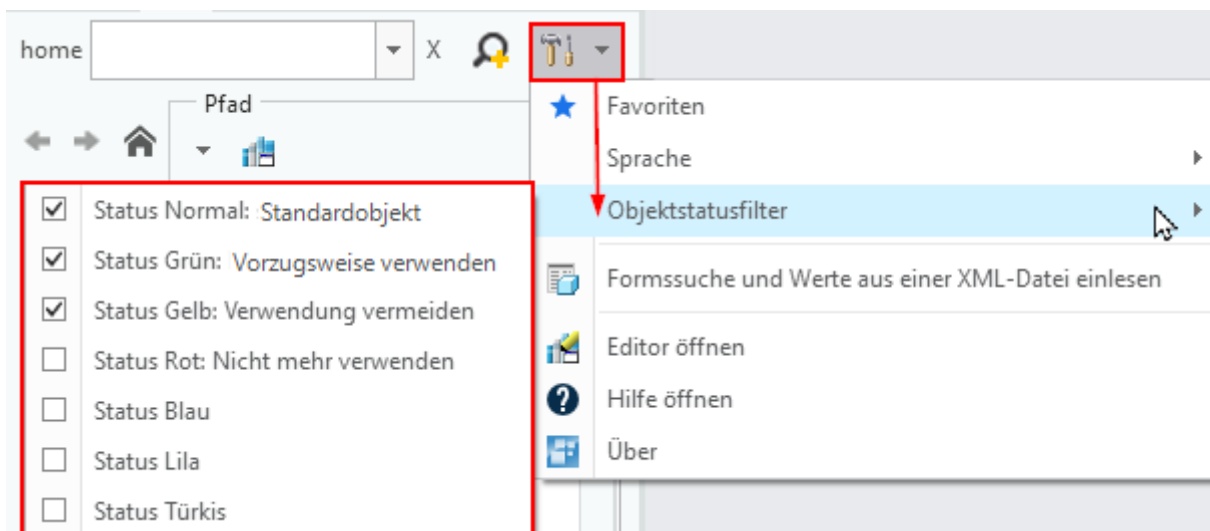 home
X
Pfad
Favoriten
Sprache
Objektstatusfilter
Formssuche und Werte aus einer XML-Datei einlesen
Editor öffnen
Hilfe öffnen
Über
Status Normal: Standardobjekt
Status Grün: Vorzugsweise verwenden
Status Gelb: Verwendung vermeiden
Status Rot: Nicht mehr verwenden
Status Blau
Status Lila
Status Türkis